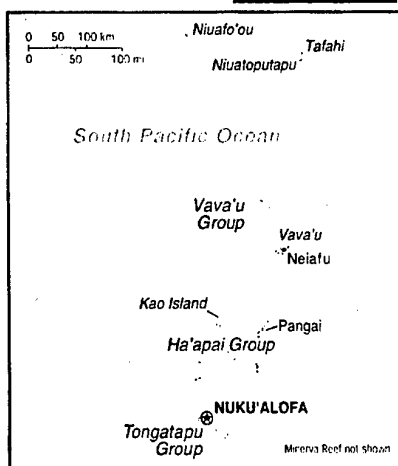 Niuafo'ou
Tafahi
0 50 100 km
0 50 100 mi
Niuatoputapu
South Pacific Ocean
Vava'u
Group
Vava'u
Neiafu
Kao Island
Pangai
Ha'apai Group
NUKU'ALOFA
Tongatapu
Group
Minerva Reef not shown